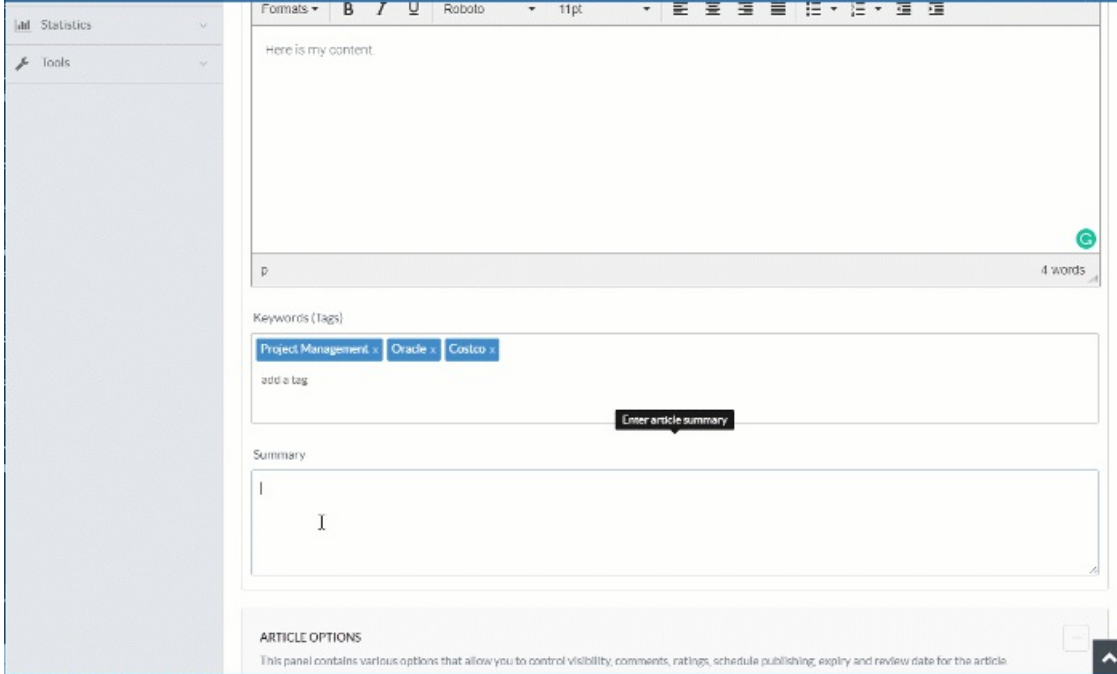 Statistics
Tools
Formats B I U Roboto 11pt
Here is my content.
p 4 words
Keywords (Tags)
Project Management x Oracle x Costco x
add a tag
Enter article summary
Summary
ARTICLE OPTIONS
This panel contains various options that allow you to control visibility, comments, ratings, schedule publishing, expiry and review date for the article.